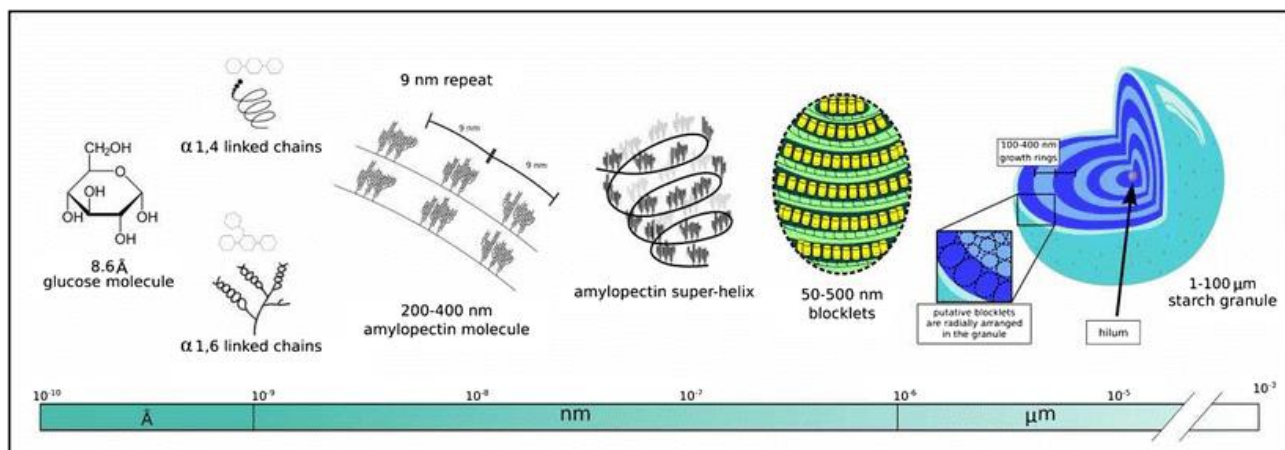 CH₂OH
O
OH
OH
OH
OH
8.6Å
glucose molecule
α 1,4 linked chains
α 1,6 linked chains
9 nm repeat
9 nm
9 nm
200-400 nm
amylopectin molecule
amylopectin super-helix
50-500 nm
blocklets
100-400 nm
growth rings
putative blocklets
are radially arranged
in the granule
hilum
1-100 µm
starch granule
10⁻¹⁰ 10⁻⁹ 10⁻⁸ 10⁻⁷ 10⁻⁶ 10⁻⁵ 10⁻³
Å nm µm